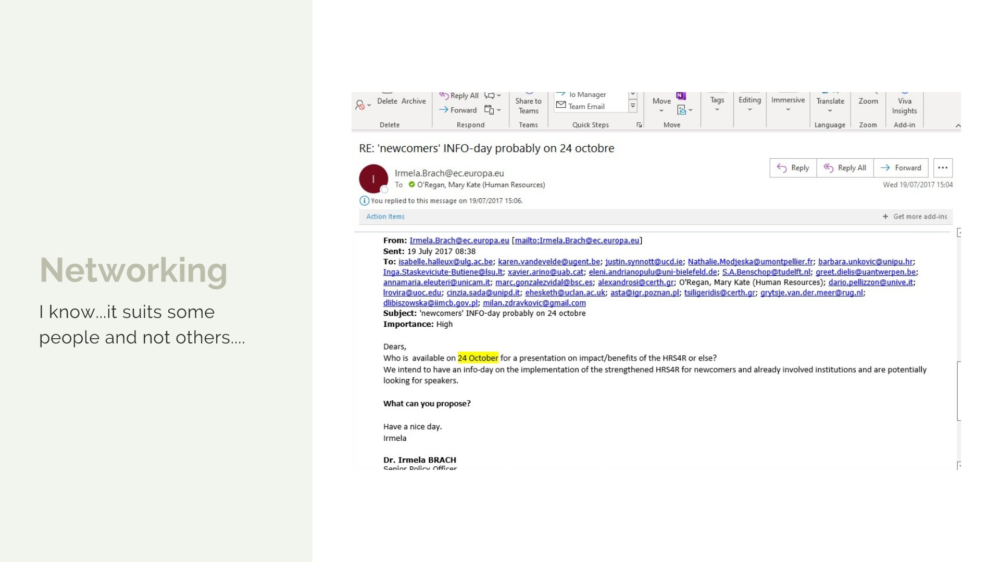 Networking
I know...it suits some
people and not others....
Delete Archive
Reply All
Forward
Share to
Teams
To Manager
Team Email
Move
Tags
Editing
Immersive
Translate
Zoom
Viva
Insights
Delete
Respond
Teams
Quick Steps
Move
Language
Zoom
Add-in
RE: 'newcomers' INFO-day probably on 24 octobre
I
Irmela.Brach@ec.europa.eu
To O'Regan, Mary Kate (Human Resources)
Reply
Reply All
Forward
Wed 19/07/2017 15:04
You replied to this message on 19/07/2017 15:06.
Action Items
+ Get more add-ins
From: Irmela.Brach@ec.europa.eu [mailto:Irmela.Brach@ec.europa.eu]
Sent: 19 July 2017 08:38
To: isabelle.halleux@ulg.ac.be; karen.vandevelde@ugent.be; justin.synnott@ucd.ie; Nathalie.Modjeska@umontpellier.fr; barbara.unkovic@unipu.hr;
Inga.Staskeviciute-Butiene@lsu.lt; xavier.arino@uab.cat; eleni.andrianopulu@uni-bielefeld.de; S.A.Benschop@tudelft.nl; greet.dielis@uantwerpen.be;
annamaria.eleuteri@unicam.it; marc.gonzalezvidal@bsc.es; alexandrosi@certh.gr; O'Regan, Mary Kate (Human Resources); dario.pellizzon@unive.it;
lrovira@uoc.edu; cinzia.sada@unipd.it; ehesketh@uclan.ac.uk; asta@igr.poznan.pl; tsiligeridis@certh.gr; grytsje.van.der.meer@rug.nl;
dlibiszowska@iimcb.gov.pl; milan.zdravkovic@gmail.com
Subject: 'newcomers' INFO-day probably on 24 octobre
Importance: High
Dears,
Who is available on 24 October for a presentation on impact/benefits of the HRS4R or else?
We intend to have an info-day on the implementation of the strengthened HRS4R for newcomers and already involved institutions and are potentially
looking for speakers.
What can you propose?
Have a nice day.
Irmela
Dr. Irmela BRACH
Senior Policy Officer